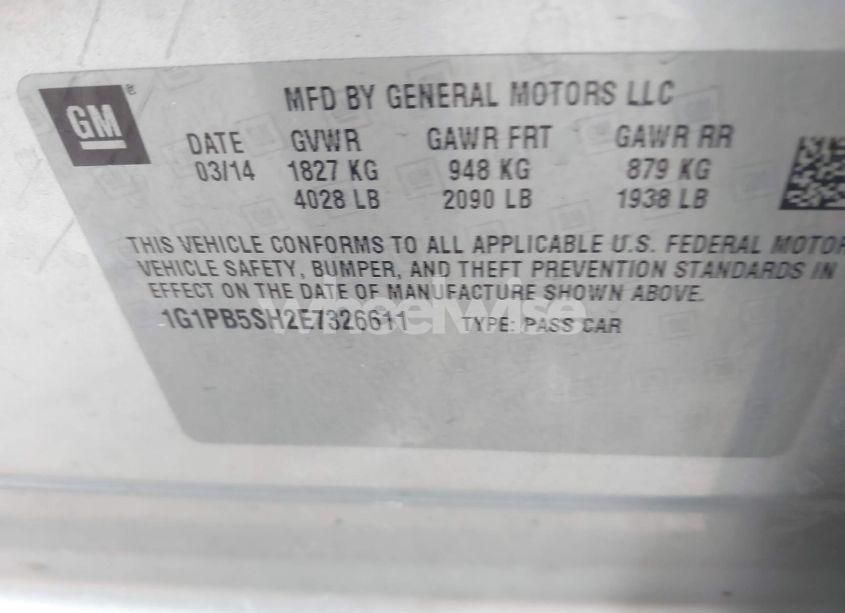 GM
MFD BY GENERAL MOTORS LLC
DATE GVWR GAWR FRT GAWR RR
03/14 1827 KG 948 KG 879 KG
4028 LB 2090 LB 1938 LB
THIS VEHICLE CONFORMS TO ALL APPLICABLE U.S. FEDERAL MOTOR
VEHICLE SAFETY, BUMPER, AND THEFT PREVENTION STANDARDS IN
EFFECT ON THE DATE OF MANUFACTURE SHOWN ABOVE.
WheelWise
1G1PB5SH2E7326611 TYPE: PASS CAR